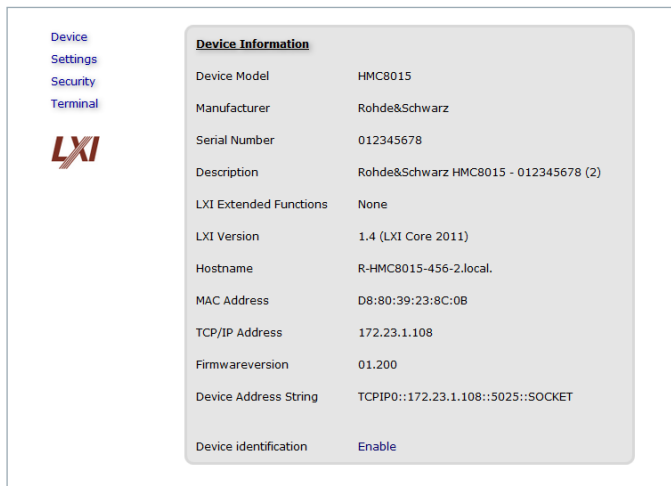 Device
Settings
Security
Terminal
LXI
Device Information
Device Model HMC8015
Manufacturer Rohde&Schwarz
Serial Number 012345678
Description Rohde&Schwarz HMC8015 - 012345678 (2)
LXI Extended Functions None
LXI Version 1.4 (LXI Core 2011)
Hostname R-HMC8015-456-2.local.
MAC Address D8:80:39:23:8C:0B
TCP/IP Address 172.23.1.108
Firmwareversion 01.200
Device Address String TCPIP0::172.23.1.108::5025::SOCKET
Device identification Enable